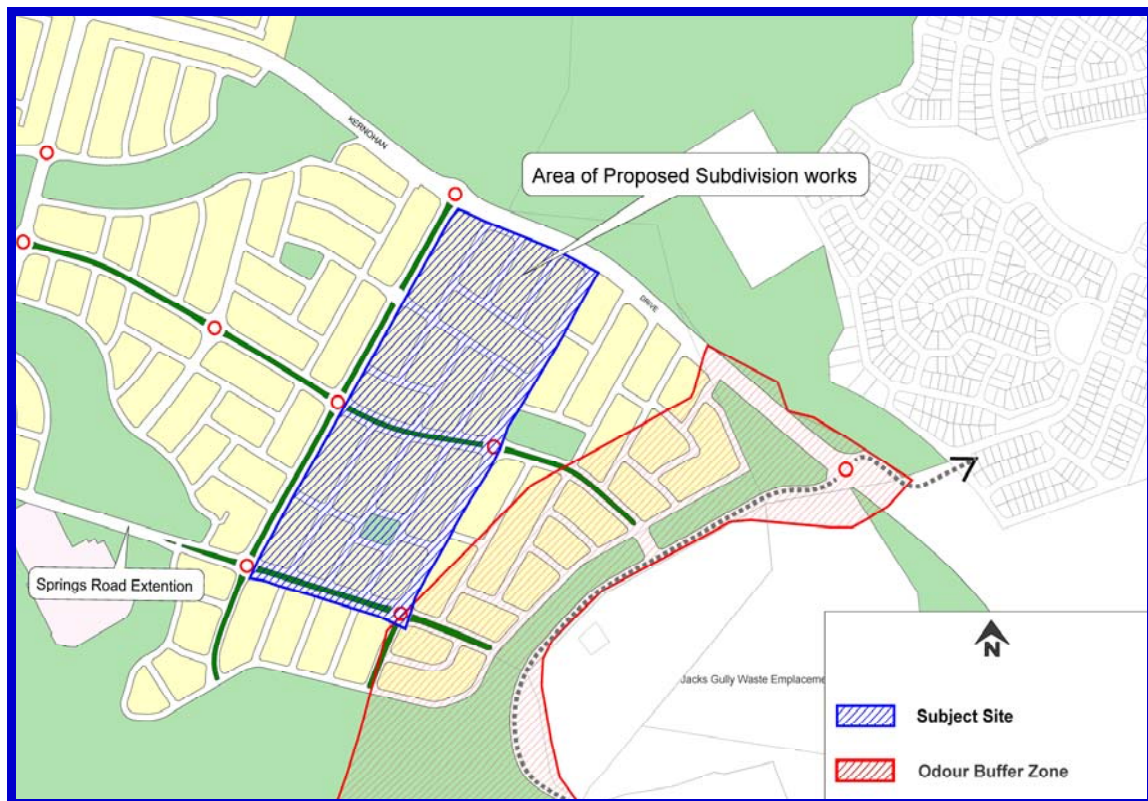 KERNOHAN
Area of Proposed Subdivision works
DRIVE
Springs Road Extention
Jacks Gully Waste Emplaceme
N
Subject Site
Odour Buffer Zone